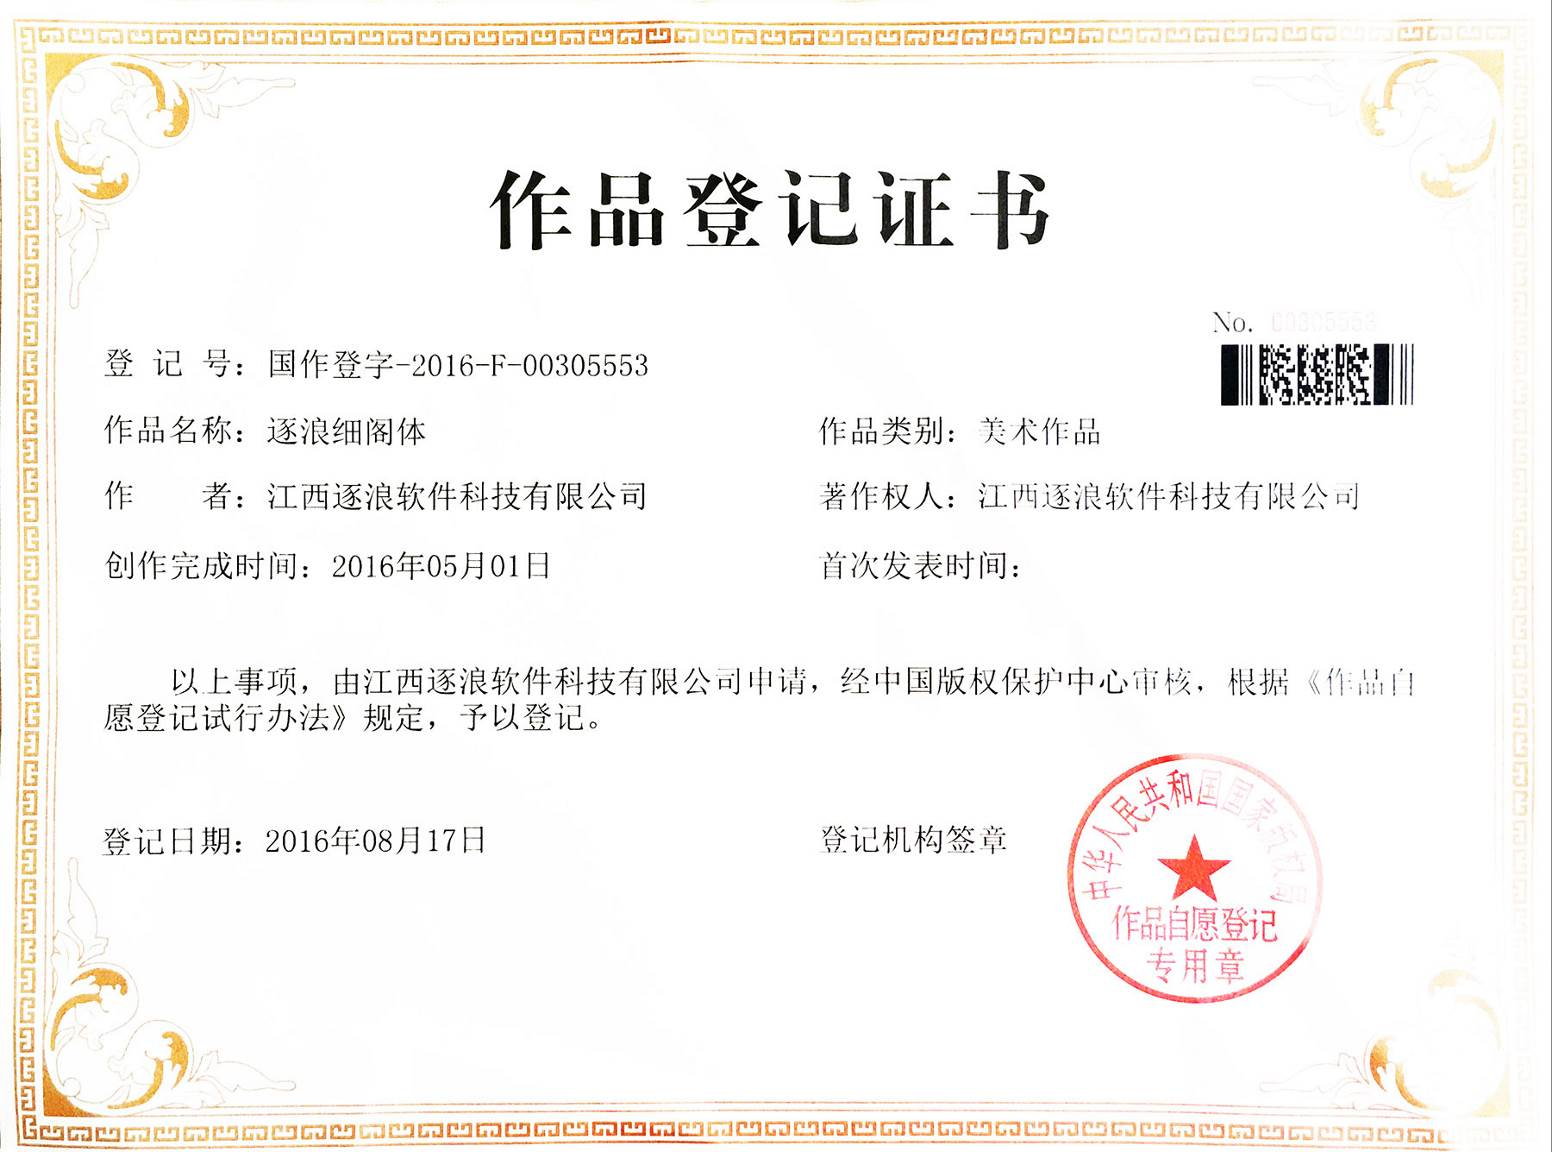 作品登记证书
No. 00305553
登记号：国作登字-2016-F-00305553
作品名称：逐浪细阁体
作品类别：美术作品
作者：江西逐浪软件科技有限公司
著作权人：江西逐浪软件科技有限公司
创作完成时间：2016年05月01日
首次发表时间：
以上事项，由江西逐浪软件科技有限公司申请，经中国版权保护中心审核，根据《作品自
愿登记试行办法》规定，予以登记。
登记日期：2016年08月17日
登记机构签章
中华人民共和国国家版权局
作品自愿登记
专用章